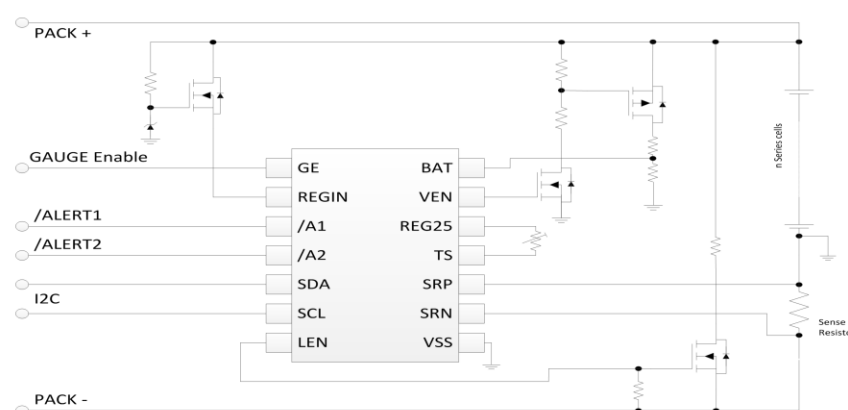 PACK +
n Series cells
GAUGE Enable
GE
BAT
REGIN
VEN
/ALERT1
/A1
REG25
/ALERT2
/A2
TS
SDA
SRP
I2C
SCL
SRN
Sense
LEN
VSS
PACK -